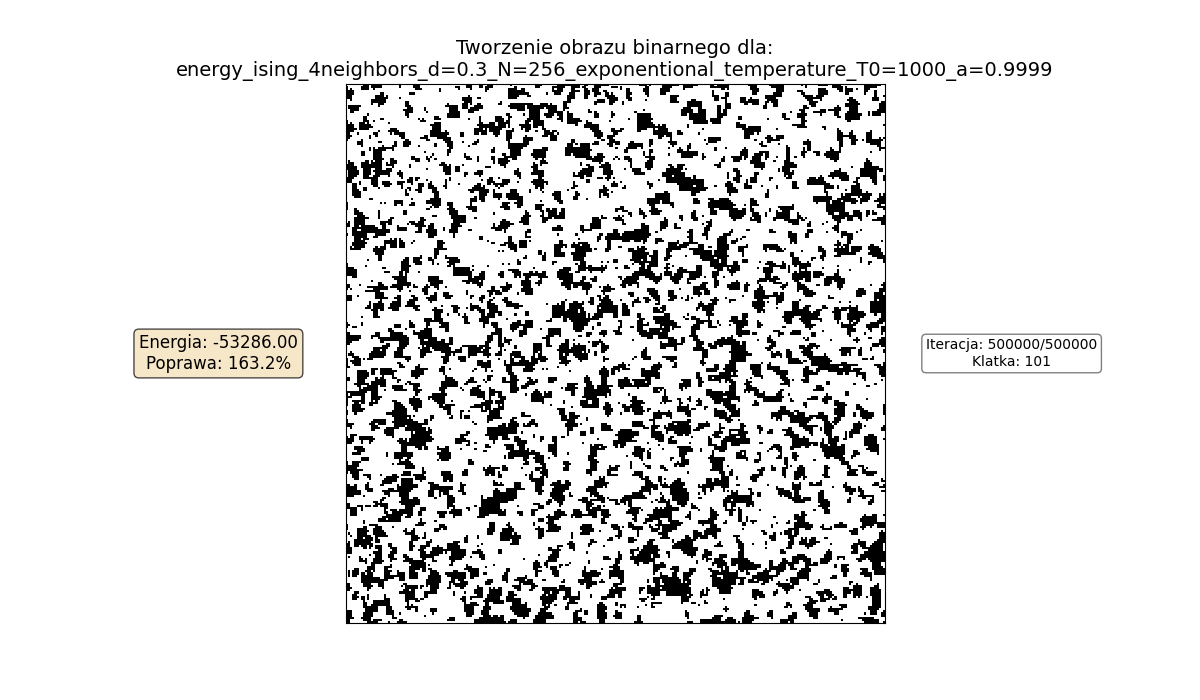 Tworzenie obrazu binarnego dla:
energy_ising_4neighbors_d=0.3_N=256_exponentional_temperature_T0=1000_a=0.9999
Energia: -53286.00
Poprawa: 163.2%
Iteracja: 500000/500000
Klatka: 101